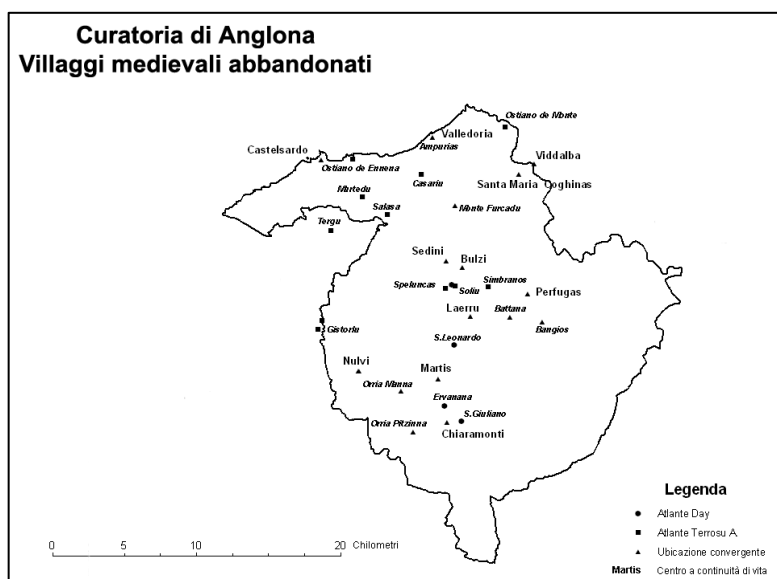 Curatoria di Anglona
Villaggi medievali abbandonati
Ostiano de Monte
Valledoria
Ampurias
Castelsardo
Ostiano de Ennena
Viddalba
Casariu
Santa Maria Coghinas
Murtedu
Salasa
Monte Furcadu
Tergu
Sedini
Bulzi
Speluncas
Soliu
Simbranos
Perfugas
Laerru
Battana
Bangios
Gistorlu
S.Leonardo
Nulvi
Martis
Orria Manna
Ervanana
S.Giuliano
Orria Pitzinna
Chiaramonti
Legenda
Atlante Day
Atlante Terrosu A.
Ubicazione convergente
Martis Centro a continuità di vita
0 5 10 15 20 Chilometri